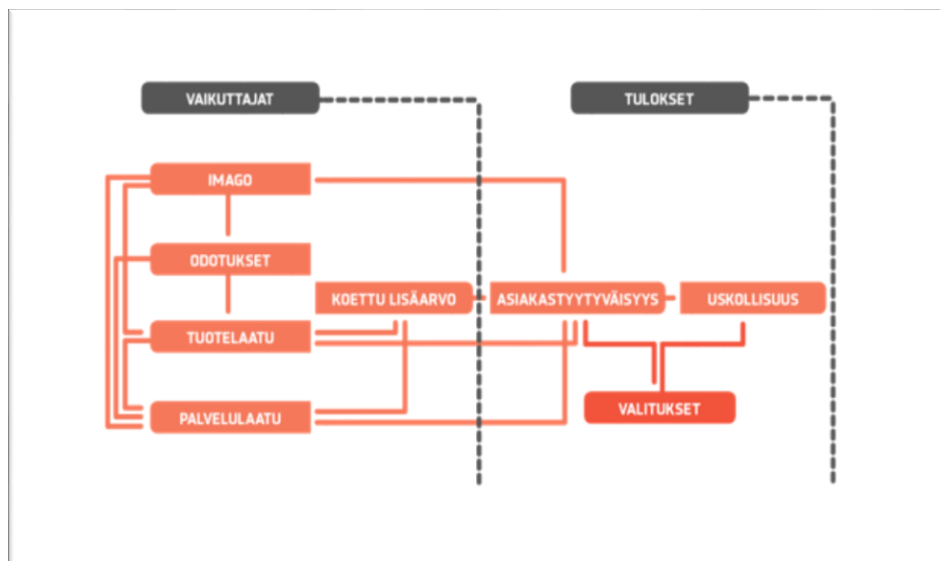 VAIKUTTAJAT
TULOKSET
IMAGO
ODOTUKSET
KOETTU LISÄARVO
ASIAKASTYYTYVÄISYYS
USKOLLISUUS
TUOTELAATU
PALVELULAATU
VALITUKSET